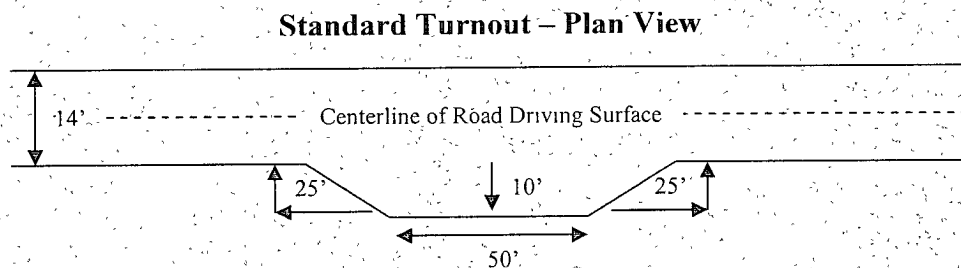 Standard Turnout – Plan View
14'
Centerline of Road Driving Surface
25'
10'
25'
50'